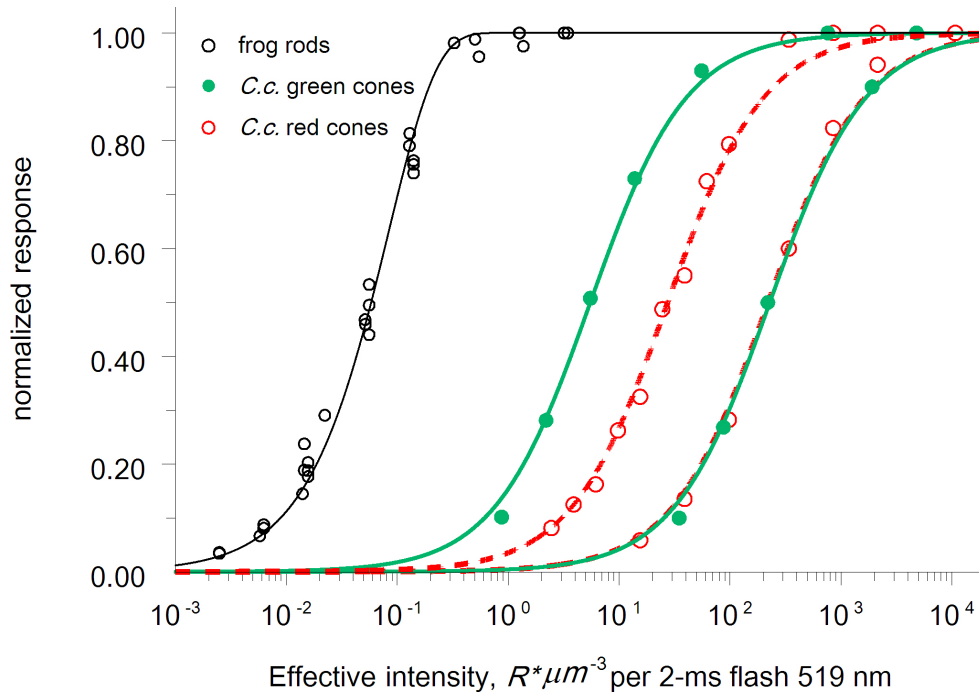 normalized response
1.00
0.80
0.60
0.40
0.20
0.00
frog rods
C.c. green cones
C.c. red cones
10⁻³ 10⁻² 10⁻¹ 10⁰ 10¹ 10² 10³ 10⁴
Effective intensity, R*μm⁻³ per 2-ms flash 519 nm